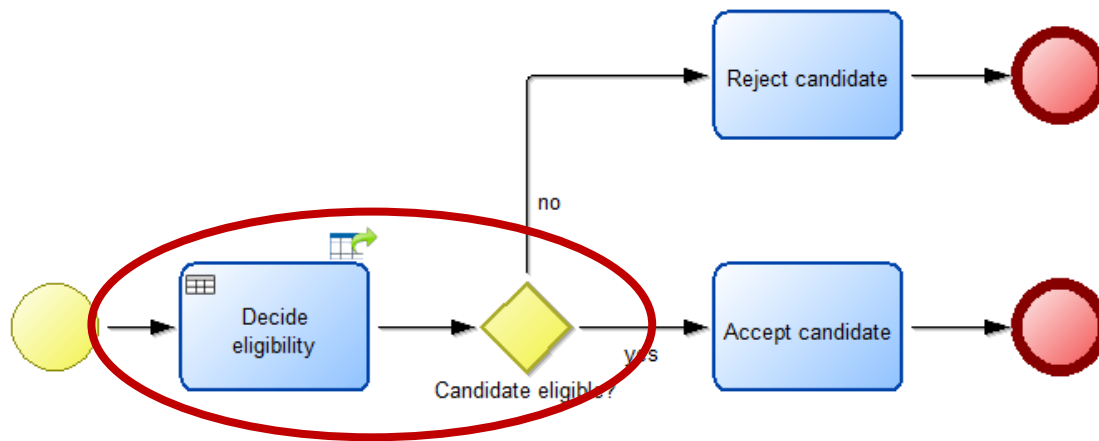 Reject candidate
no
Decide
eligibility
yes
Accept candidate
Candidate eligible?